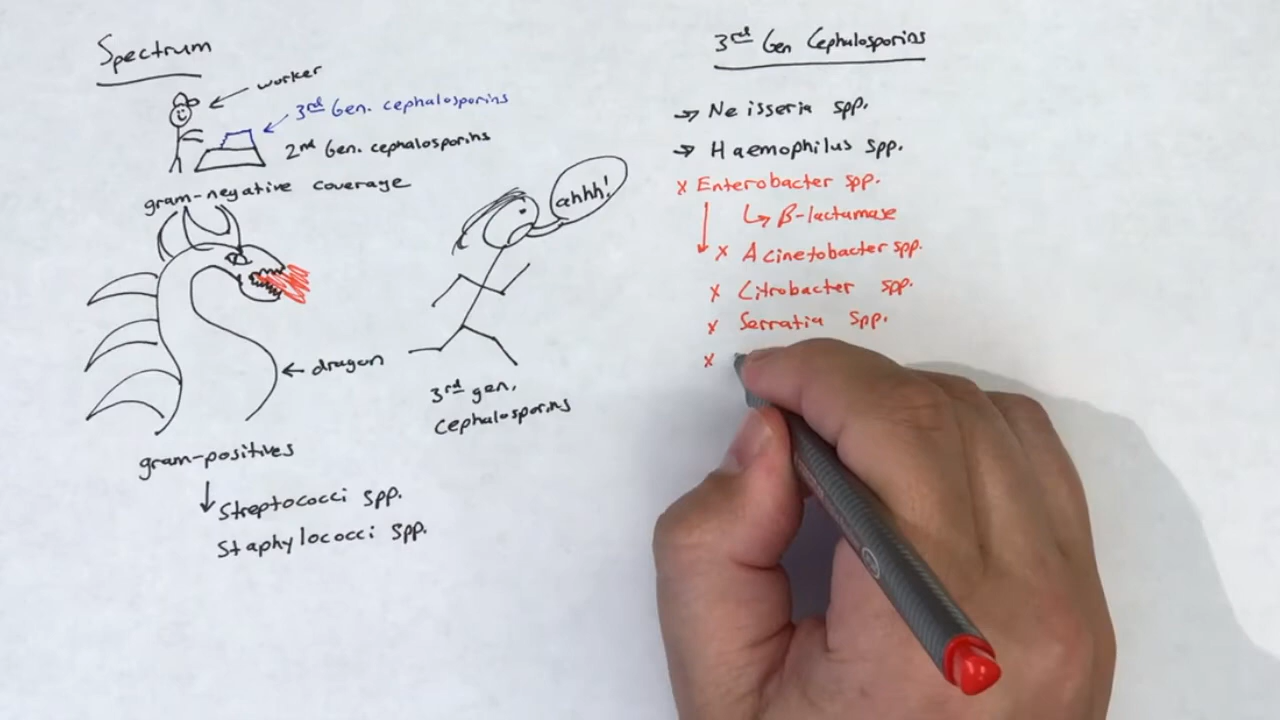 Spectrum
worker
3rd Gen. cephalosporins
2nd Gen. cephalosporins
gram-negative coverage
ahhh!
dragon
3rd gen.
cephalosporins
gram-positives
Streptococci spp.
Staphylococci spp.
3rd Gen Cephalosporins
→ Neisseria spp.
→ Haemophilus spp.
x Enterobacter spp.
↳ β-lactamase
x Acinetobacter spp.
x Citrobacter spp.
x Serratia spp.
x